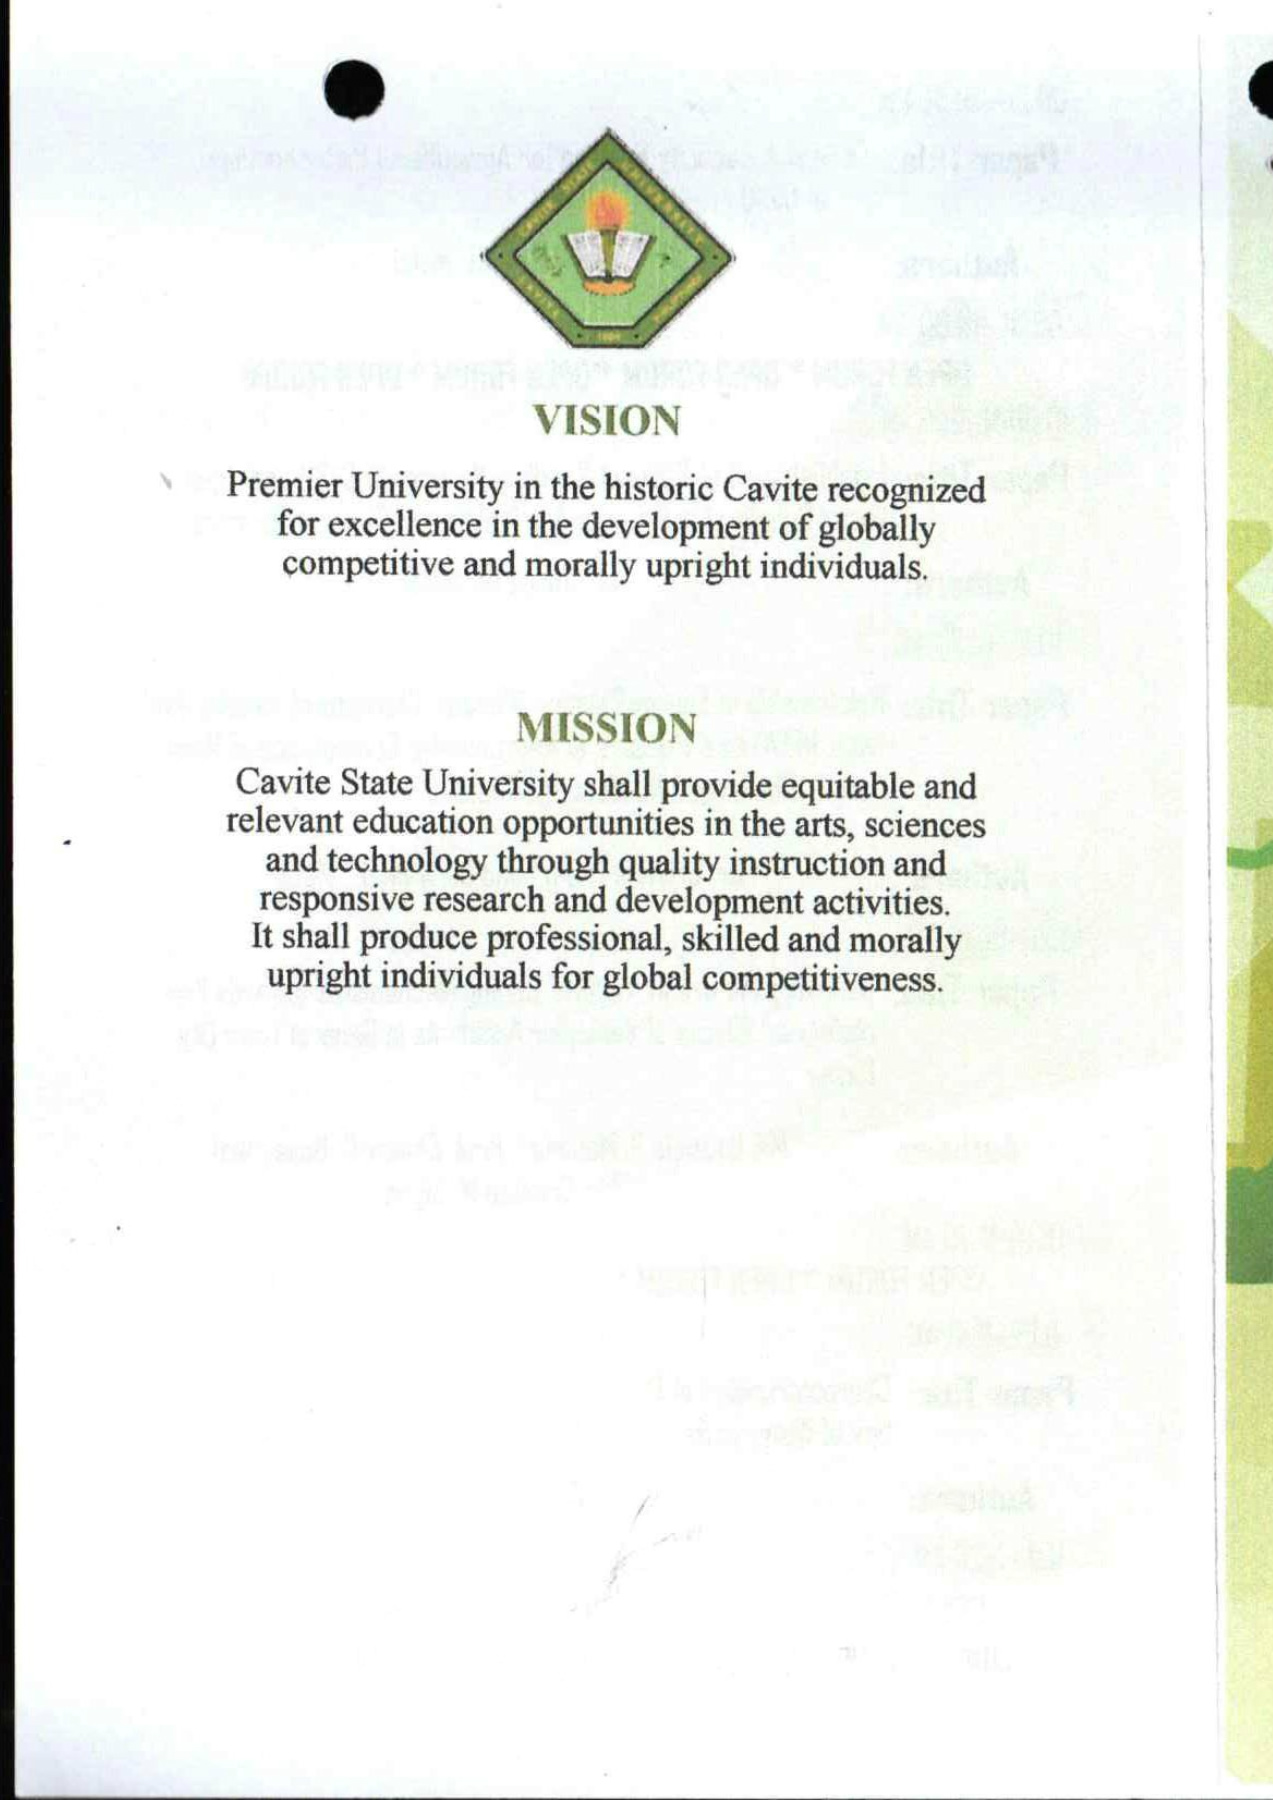 CAVITE STATE UNIVERSITY
VISION
Premier University in the historic Cavite recognized
for excellence in the development of globally
competitive and morally upright individuals.
MISSION
Cavite State University shall provide equitable and
relevant education opportunities in the arts, sciences
and technology through quality instruction and
responsive research and development activities.
It shall produce professional, skilled and morally
upright individuals for global competitiveness.